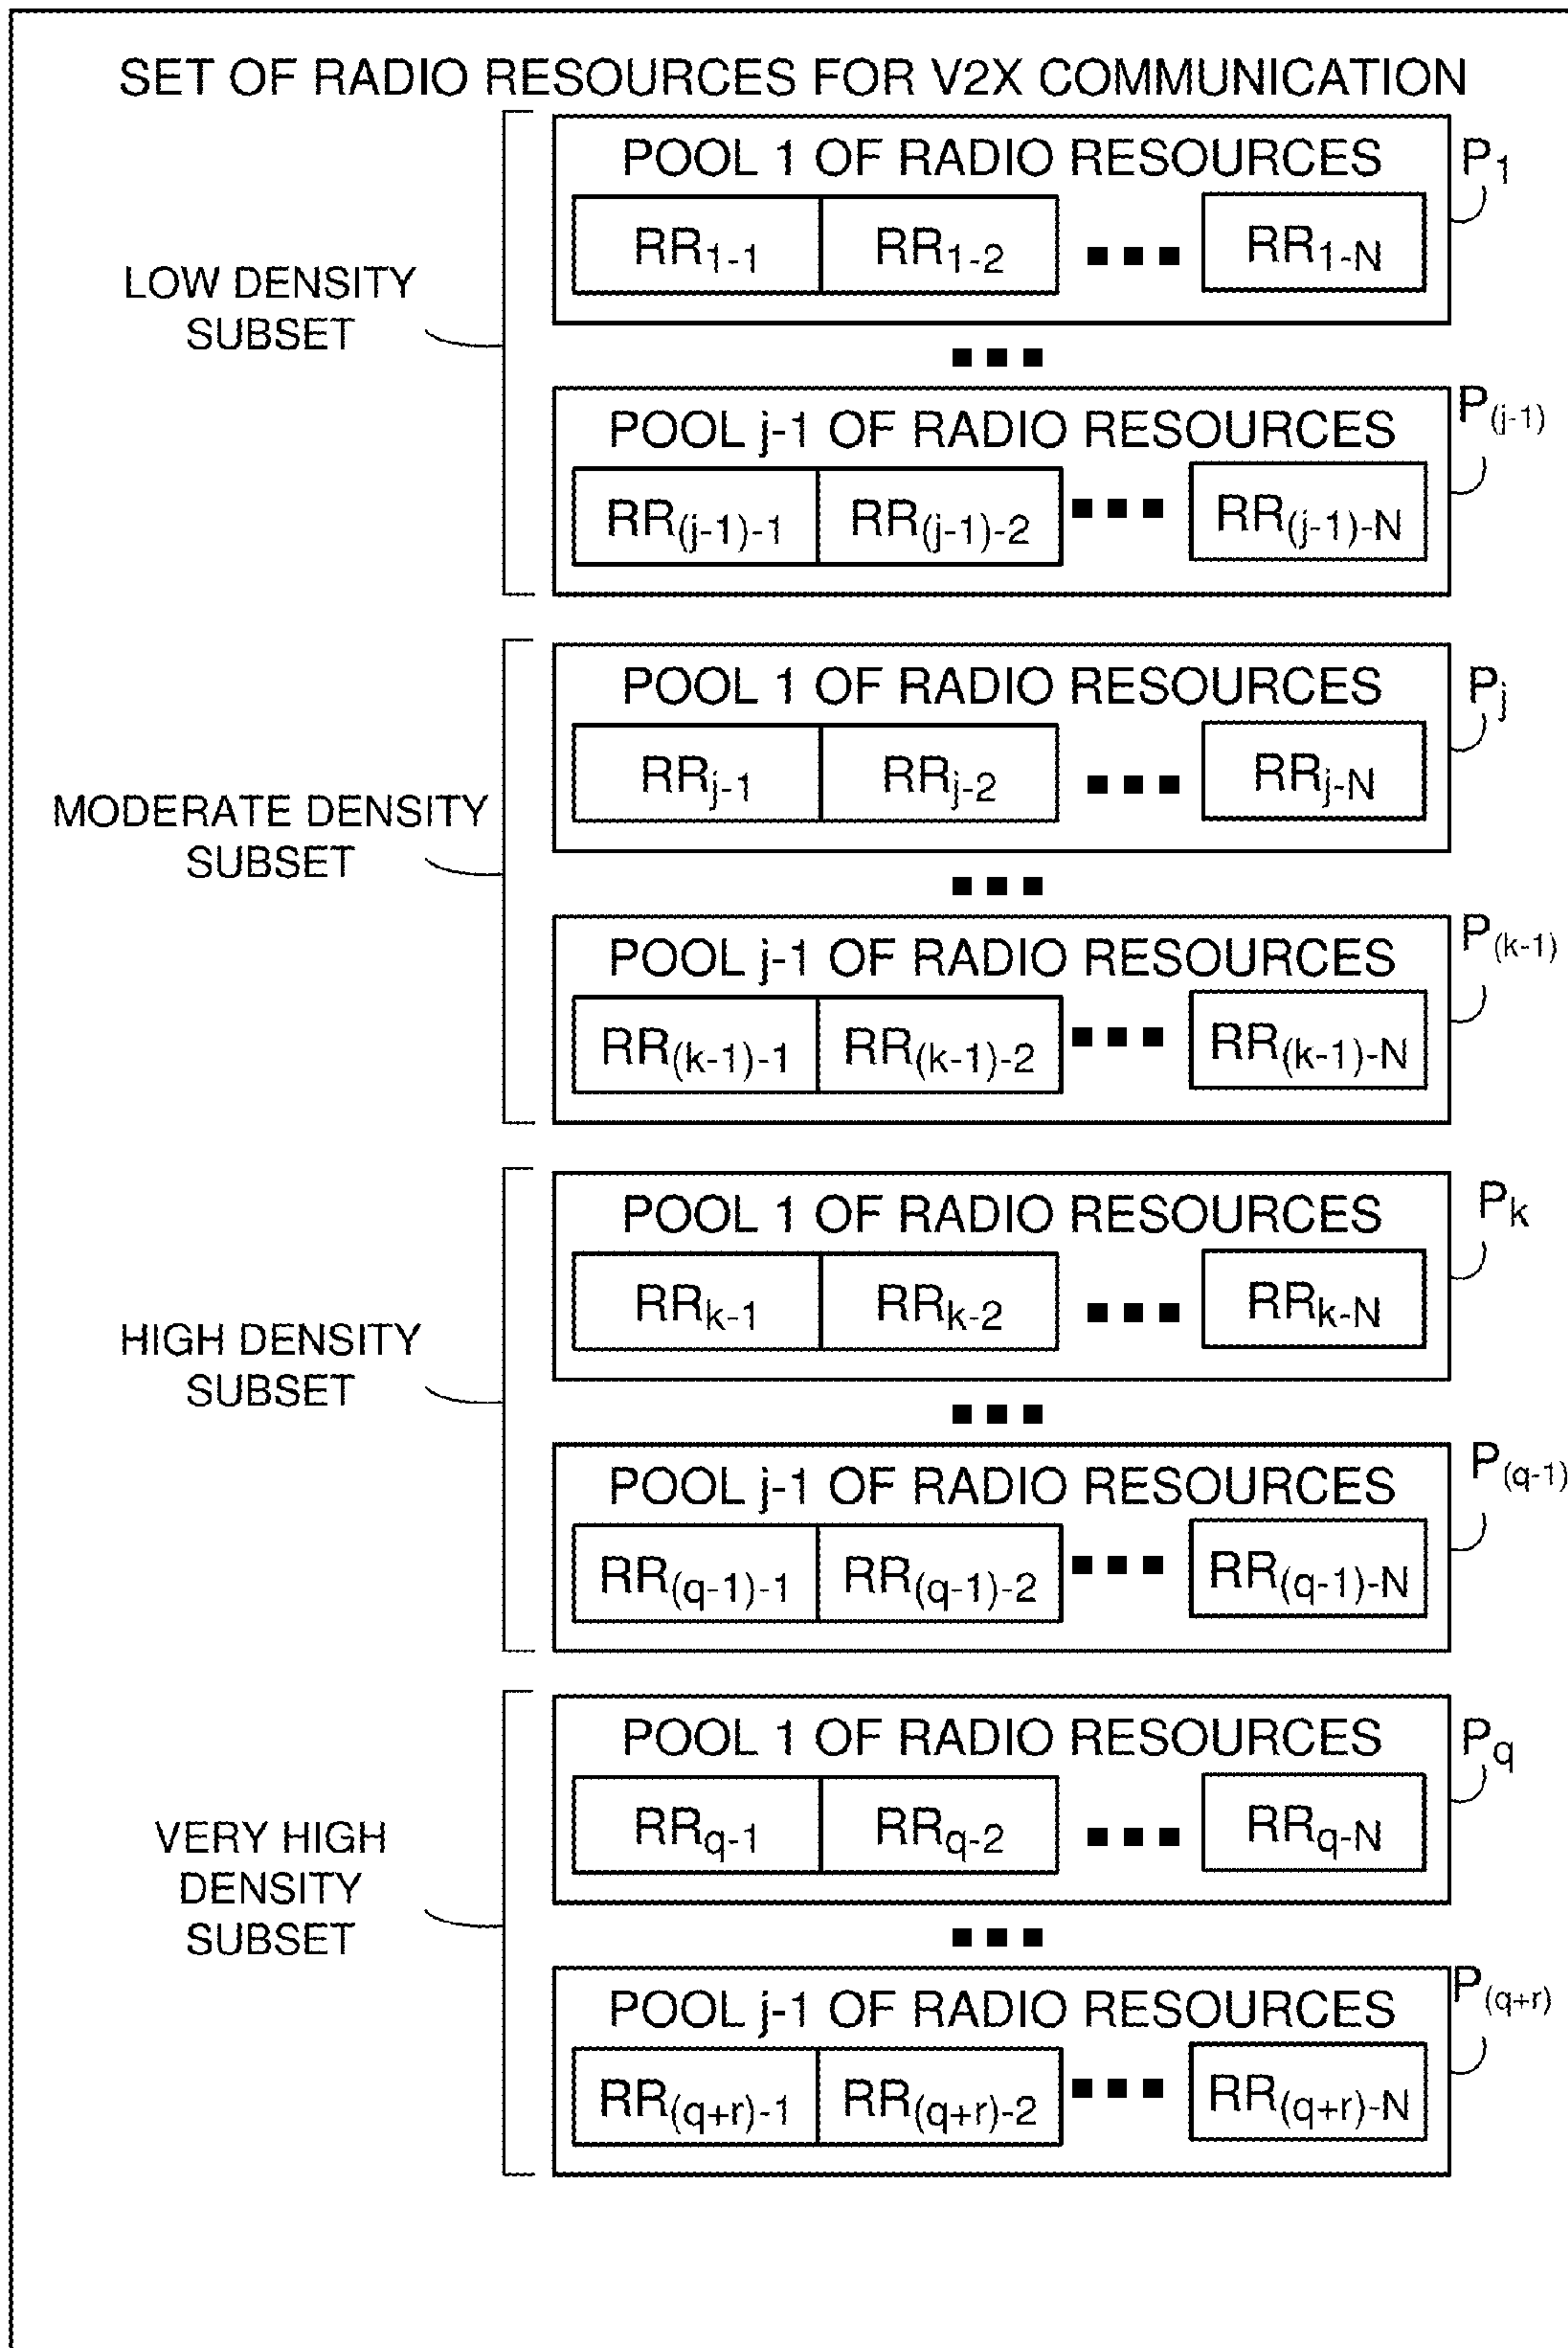 SET OF RADIO RESOURCES FOR V2X COMMUNICATION
LOW DENSITY
SUBSET
POOL 1 OF RADIO RESOURCES
P₁
RR₁₋₁
RR₁₋₂
RR₁₋N
POOL j-1 OF RADIO RESOURCES
P(j-1)
RR(j-1)-1
RR(j-1)-2
RR(j-1)-N
MODERATE DENSITY
SUBSET
POOL 1 OF RADIO RESOURCES
Pj
RRj-1
RRj-2
RRj-N
POOL j-1 OF RADIO RESOURCES
P(k-1)
RR(k-1)-1
RR(k-1)-2
RR(k-1)-N
HIGH DENSITY
SUBSET
POOL 1 OF RADIO RESOURCES
Pk
RRk-1
RRk-2
RRk-N
POOL j-1 OF RADIO RESOURCES
P(q-1)
RR(q-1)-1
RR(q-1)-2
RR(q-1)-N
VERY HIGH
DENSITY
SUBSET
POOL 1 OF RADIO RESOURCES
Pq
RRq-1
RRq-2
RRq-N
POOL j-1 OF RADIO RESOURCES
P(q+r)
RR(q+r)-1
RR(q+r)-2
RR(q+r)-N